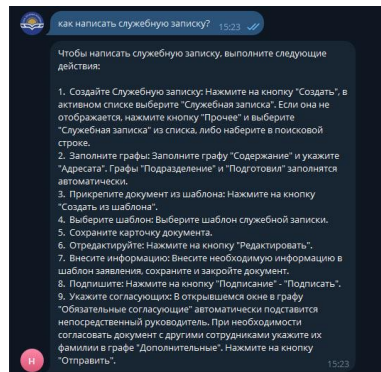 как написать служебную записку? 15:23
Чтобы написать служебную записку, выполните следующие
действия:
1. Создайте Служебную записку: Нажмите на кнопку "Создать", в
активном списке выберите "Служебная записка". Если она не
отображается, нажмите кнопку "Прочее" и выберите
"Служебная записка" из списка, либо наберите в поисковой
строке.
2. Заполните графы: Заполните графу "Содержание" и укажите
"Адресата". Графы "Подразделение" и "Подготовил" заполнятся
автоматически.
3. Прикрепите документ из шаблона: Нажмите на кнопку
"Создать из шаблона".
4. Выберите шаблон: Выберите шаблон служебной записки.
5. Сохраните карточку документа.
6. Отредактируйте: Нажмите на кнопку "Редактировать".
7. Внесите информацию: Внесите необходимую информацию в
шаблон заявления, сохраните и закройте документ.
8. Подпишите: Нажмите на кнопку "Подписание" - "Подписать".
9. Укажите согласующих: В открывшемся окне в графу
"Обязательные согласующие" автоматически подставится
непосредственный руководитель. При необходимости
согласовать документ с другими сотрудниками укажите их
фамилии в графе "Дополнительные". Нажмите на кнопку
"Отправить". 15:23
Н